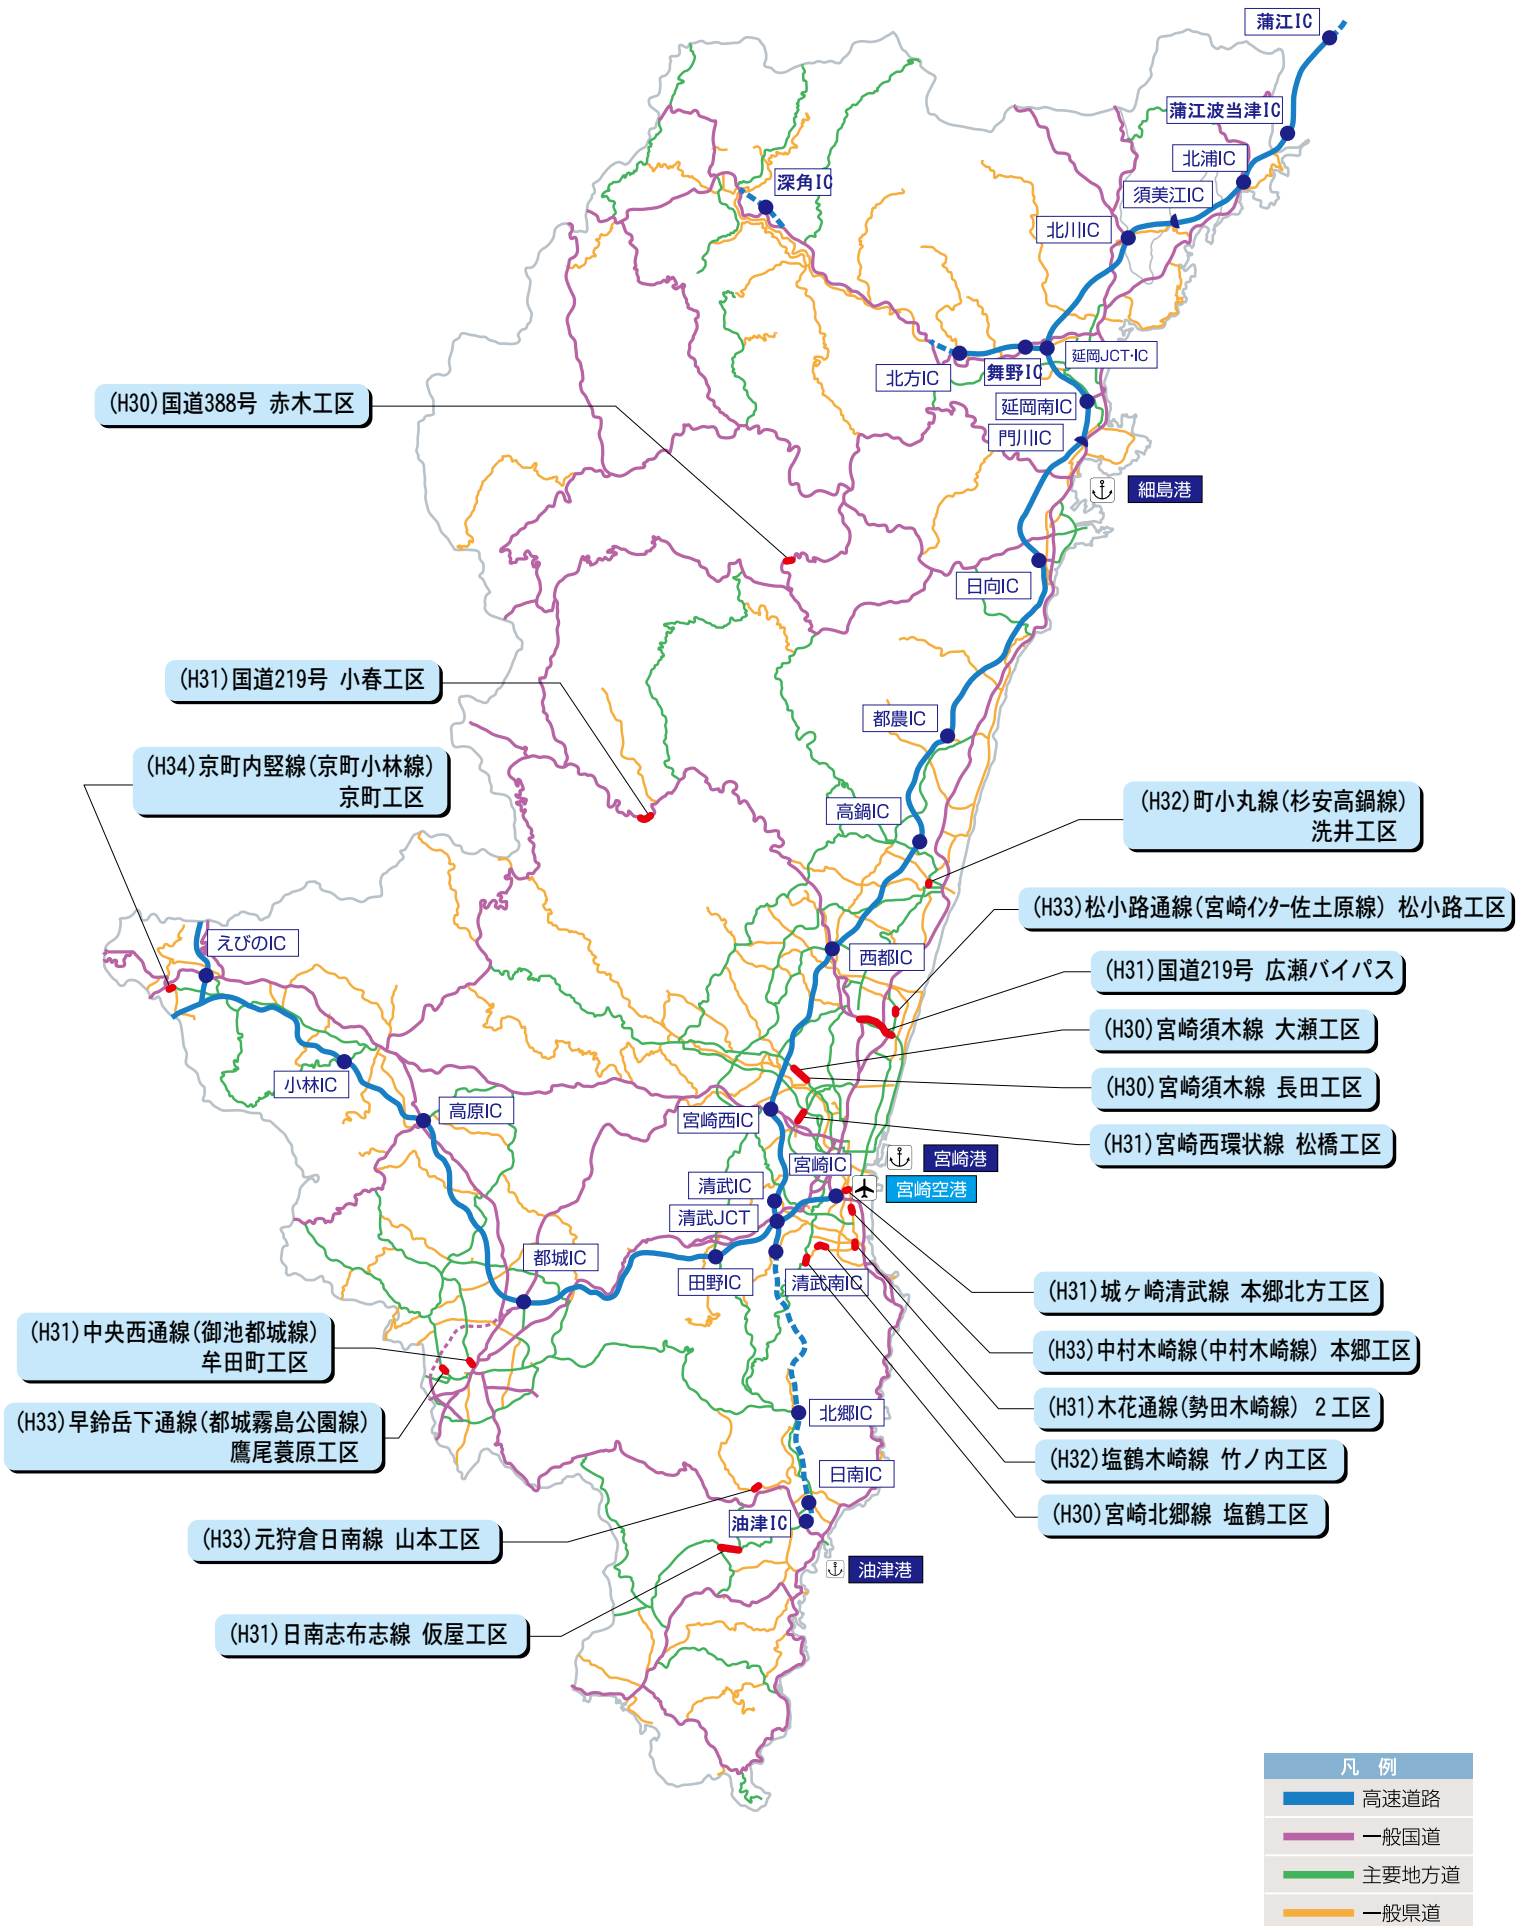 蒲江IC
蒲江波当津IC
北浦IC
須美江IC
深角IC
北川IC
延岡JCT・IC
北方IC
舞野IC
延岡南IC
門川IC
(H30)国道388号 赤木工区
細島港
日向IC
(H31)国道219号 小春工区
都農IC
(H34)京町内竪線(京町小林線)
京町工区
高鍋IC
(H32)町小丸線(杉安高鍋線)
洗井工区
(H33)松小路通線(宮崎ｲﾝﾀｰ佐土原線) 松小路工区
えびのIC
西都IC
(H31)国道219号 広瀬バイパス
(H30)宮崎須木線 大瀬工区
小林IC
(H30)宮崎須木線 長田工区
高原IC
宮崎西IC
(H31)宮崎西環状線 松橋工区
宮崎IC
宮崎港
清武IC
宮崎空港
清武JCT
都城IC
田野IC
清武南IC
(H31)城ヶ崎清武線 本郷北方工区
(H31)中央西通線(御池都城線)
牟田町工区
(H33)中村木崎線(中村木崎線) 本郷工区
(H33)早鈴岳下通線(都城霧島公園線)
鷹尾蓑原工区
(H31)木花通線(勢田木崎線) ２工区
北郷IC
(H32)塩鶴木崎線 竹ノ内工区
日南IC
(H30)宮崎北郷線 塩鶴工区
油津IC
(H33)元狩倉日南線 山本工区
油津港
(H31)日南志布志線 仮屋工区
凡 例
高速道路
一般国道
主要地方道
一般県道